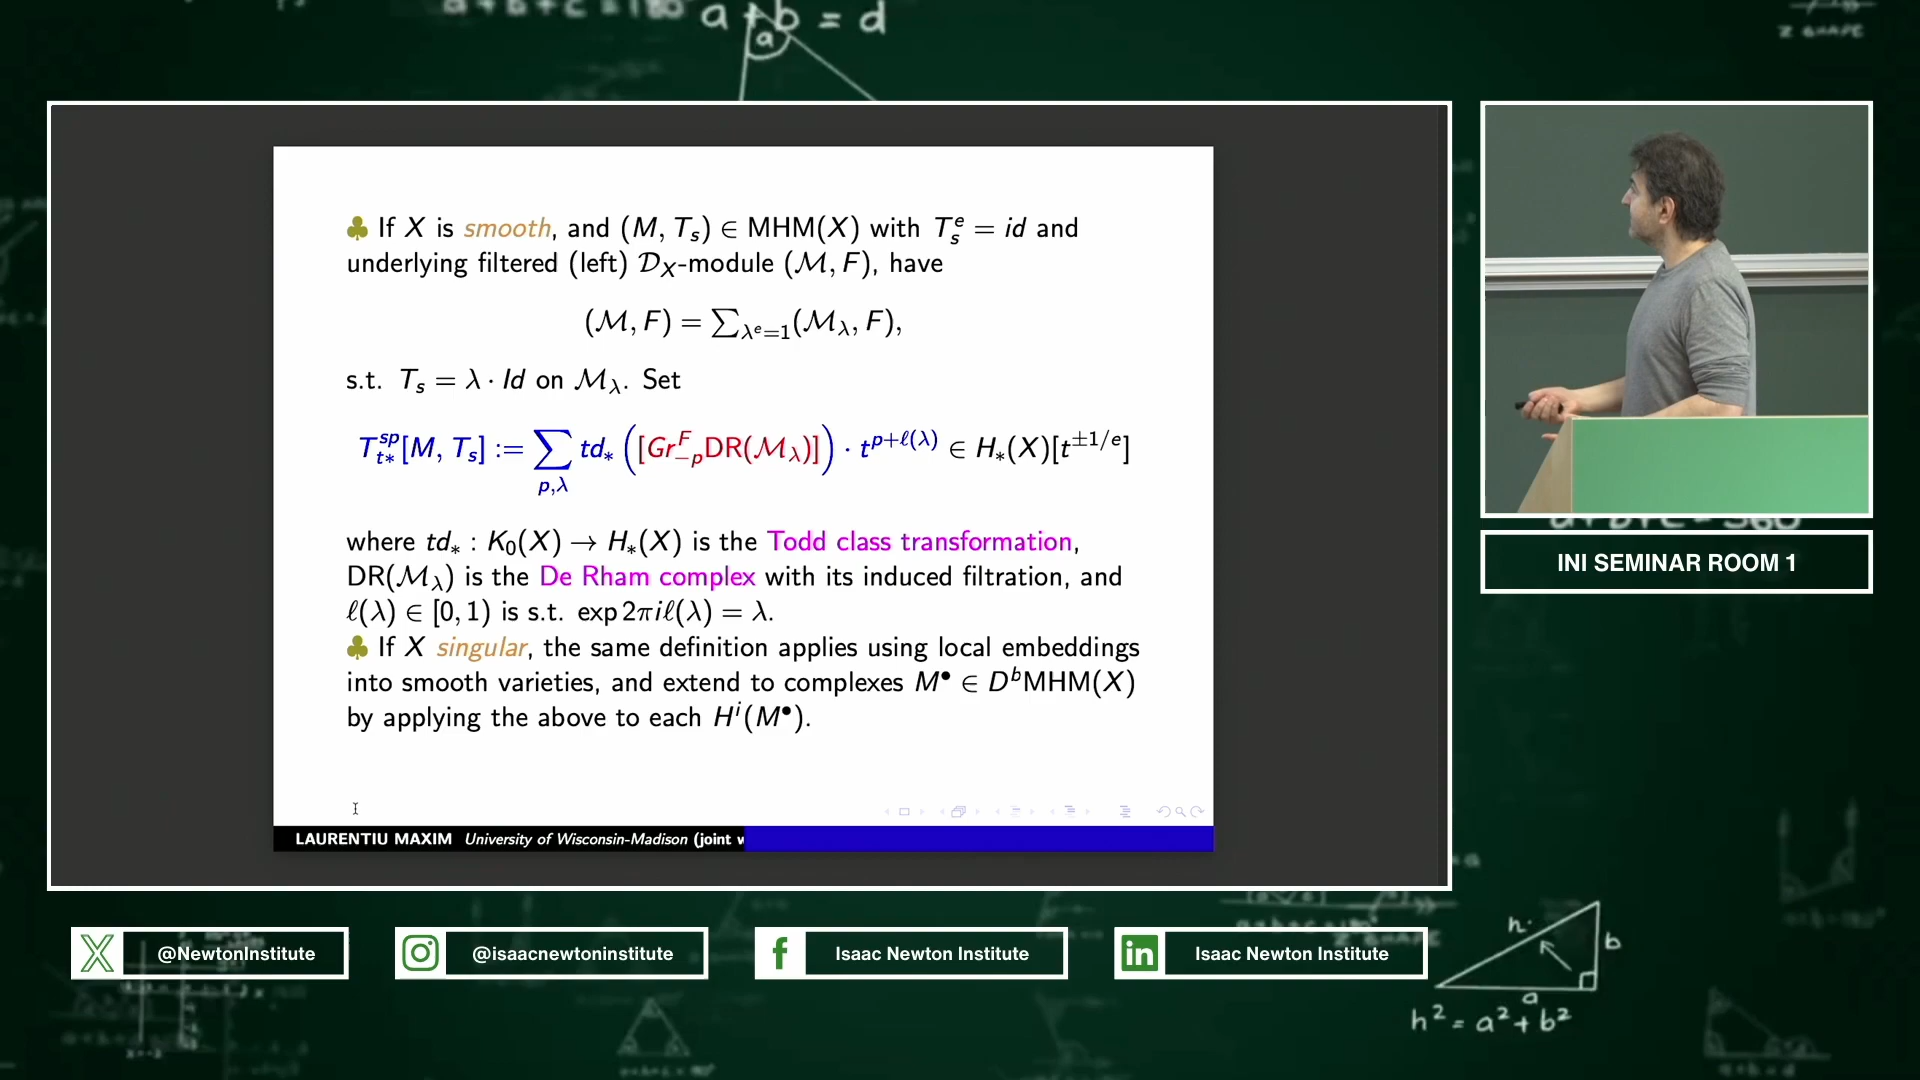 a + b = d
a
♣ If X is smooth, and (M, T_s) ∈ MHM(X) with T_s^e = id and
underlying filtered (left) 𝒟_X-module (ℳ, F), have
(ℳ, F) = ∑_{λ^e=1}(ℳ_λ, F),
s.t. T_s = λ · Id on ℳ_λ. Set
T^{sp}_{t*}[M, T_s] := ∑_{p,λ} td_* ([Gr^F_{-p}DR(ℳ_λ)]) · t^{p+ℓ(λ)} ∈ H_*(X)[t^{±1/e}]
where td_* : K_0(X) → H_*(X) is the Todd class transformation,
DR(ℳ_λ) is the De Rham complex with its induced filtration, and
ℓ(λ) ∈ [0, 1) is s.t. exp 2πiℓ(λ) = λ.
♣ If X singular, the same definition applies using local embeddings
into smooth varieties, and extend to complexes M^• ∈ D^bMHM(X)
by applying the above to each H^i(M^•).
LAURENTIU MAXIM University of Wisconsin-Madison (joint w
INI SEMINAR ROOM 1
@NewtonInstitute
@isaacnewtoninstitute
Isaac Newton Institute
Isaac Newton Institute
h
b
a
h² = a² + b²